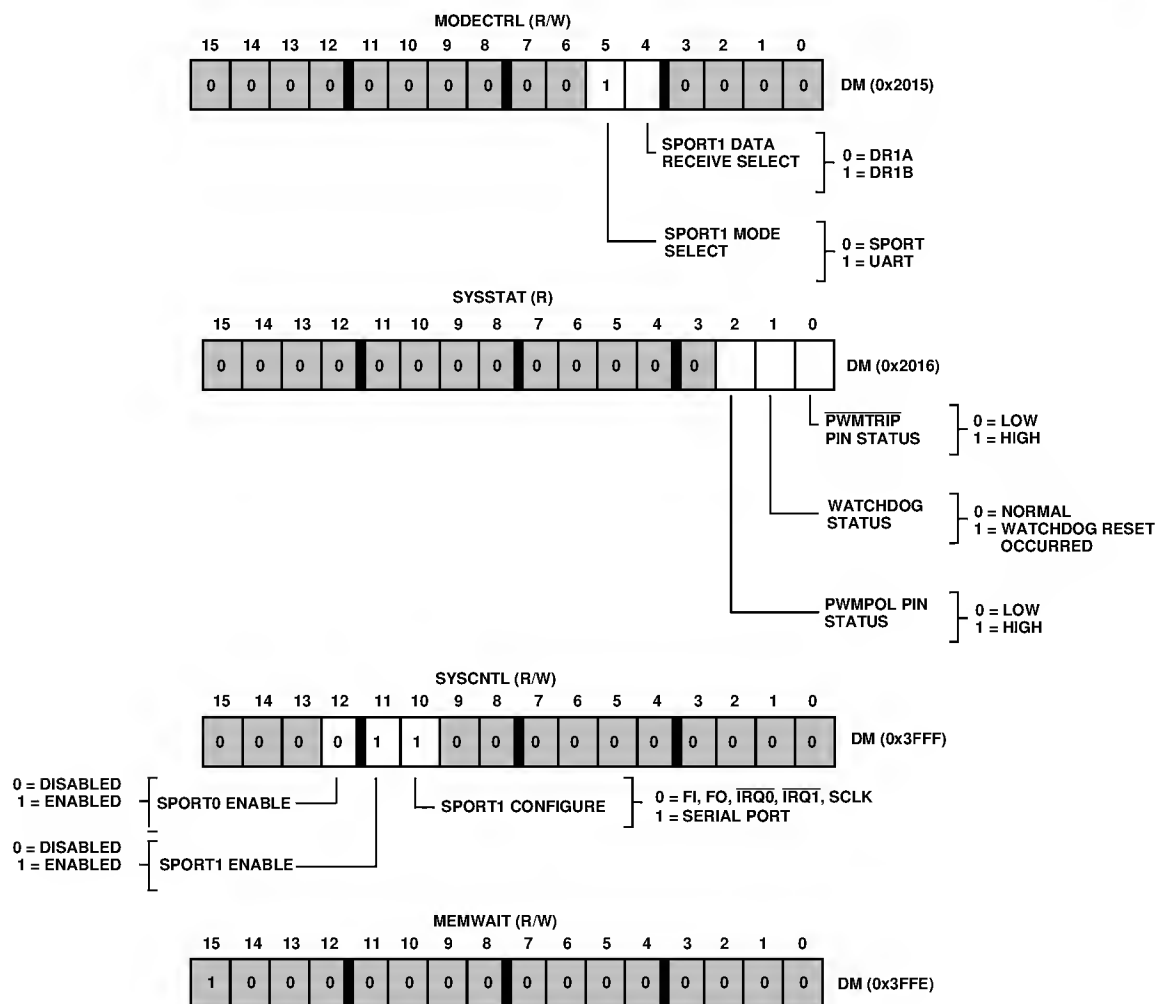 MODECTRL (R/W)
15 14 13 12 11 10 9 8 7 6 5 4 3 2 1 0
0 0 0 0 0 0 0 0 0 0 1 0 0 0 0 DM (0x2015)
SPORT1 DATA
RECEIVE SELECT
0 = DR1A
1 = DR1B
SPORT1 MODE
SELECT
0 = SPORT
1 = UART
SYSSTAT (R)
15 14 13 12 11 10 9 8 7 6 5 4 3 2 1 0
0 0 0 0 0 0 0 0 0 0 0 0 0 DM (0x2016)
PWMTRIP
PIN STATUS
0 = LOW
1 = HIGH
WATCHDOG
STATUS
0 = NORMAL
1 = WATCHDOG RESET
OCCURRED
PWMPOL PIN
STATUS
0 = LOW
1 = HIGH
SYSCNTL (R/W)
15 14 13 12 11 10 9 8 7 6 5 4 3 2 1 0
0 0 0 0 1 1 0 0 0 0 0 0 0 0 0 0 DM (0x3FFF)
0 = DISABLED
1 = ENABLED
SPORT0 ENABLE
SPORT1 CONFIGURE
0 = FI, FO, IRQ0, IRQ1, SCLK
1 = SERIAL PORT
0 = DISABLED
1 = ENABLED
SPORT1 ENABLE
MEMWAIT (R/W)
15 14 13 12 11 10 9 8 7 6 5 4 3 2 1 0
1 0 0 0 0 0 0 0 0 0 0 0 0 0 0 0 DM (0x3FFE)